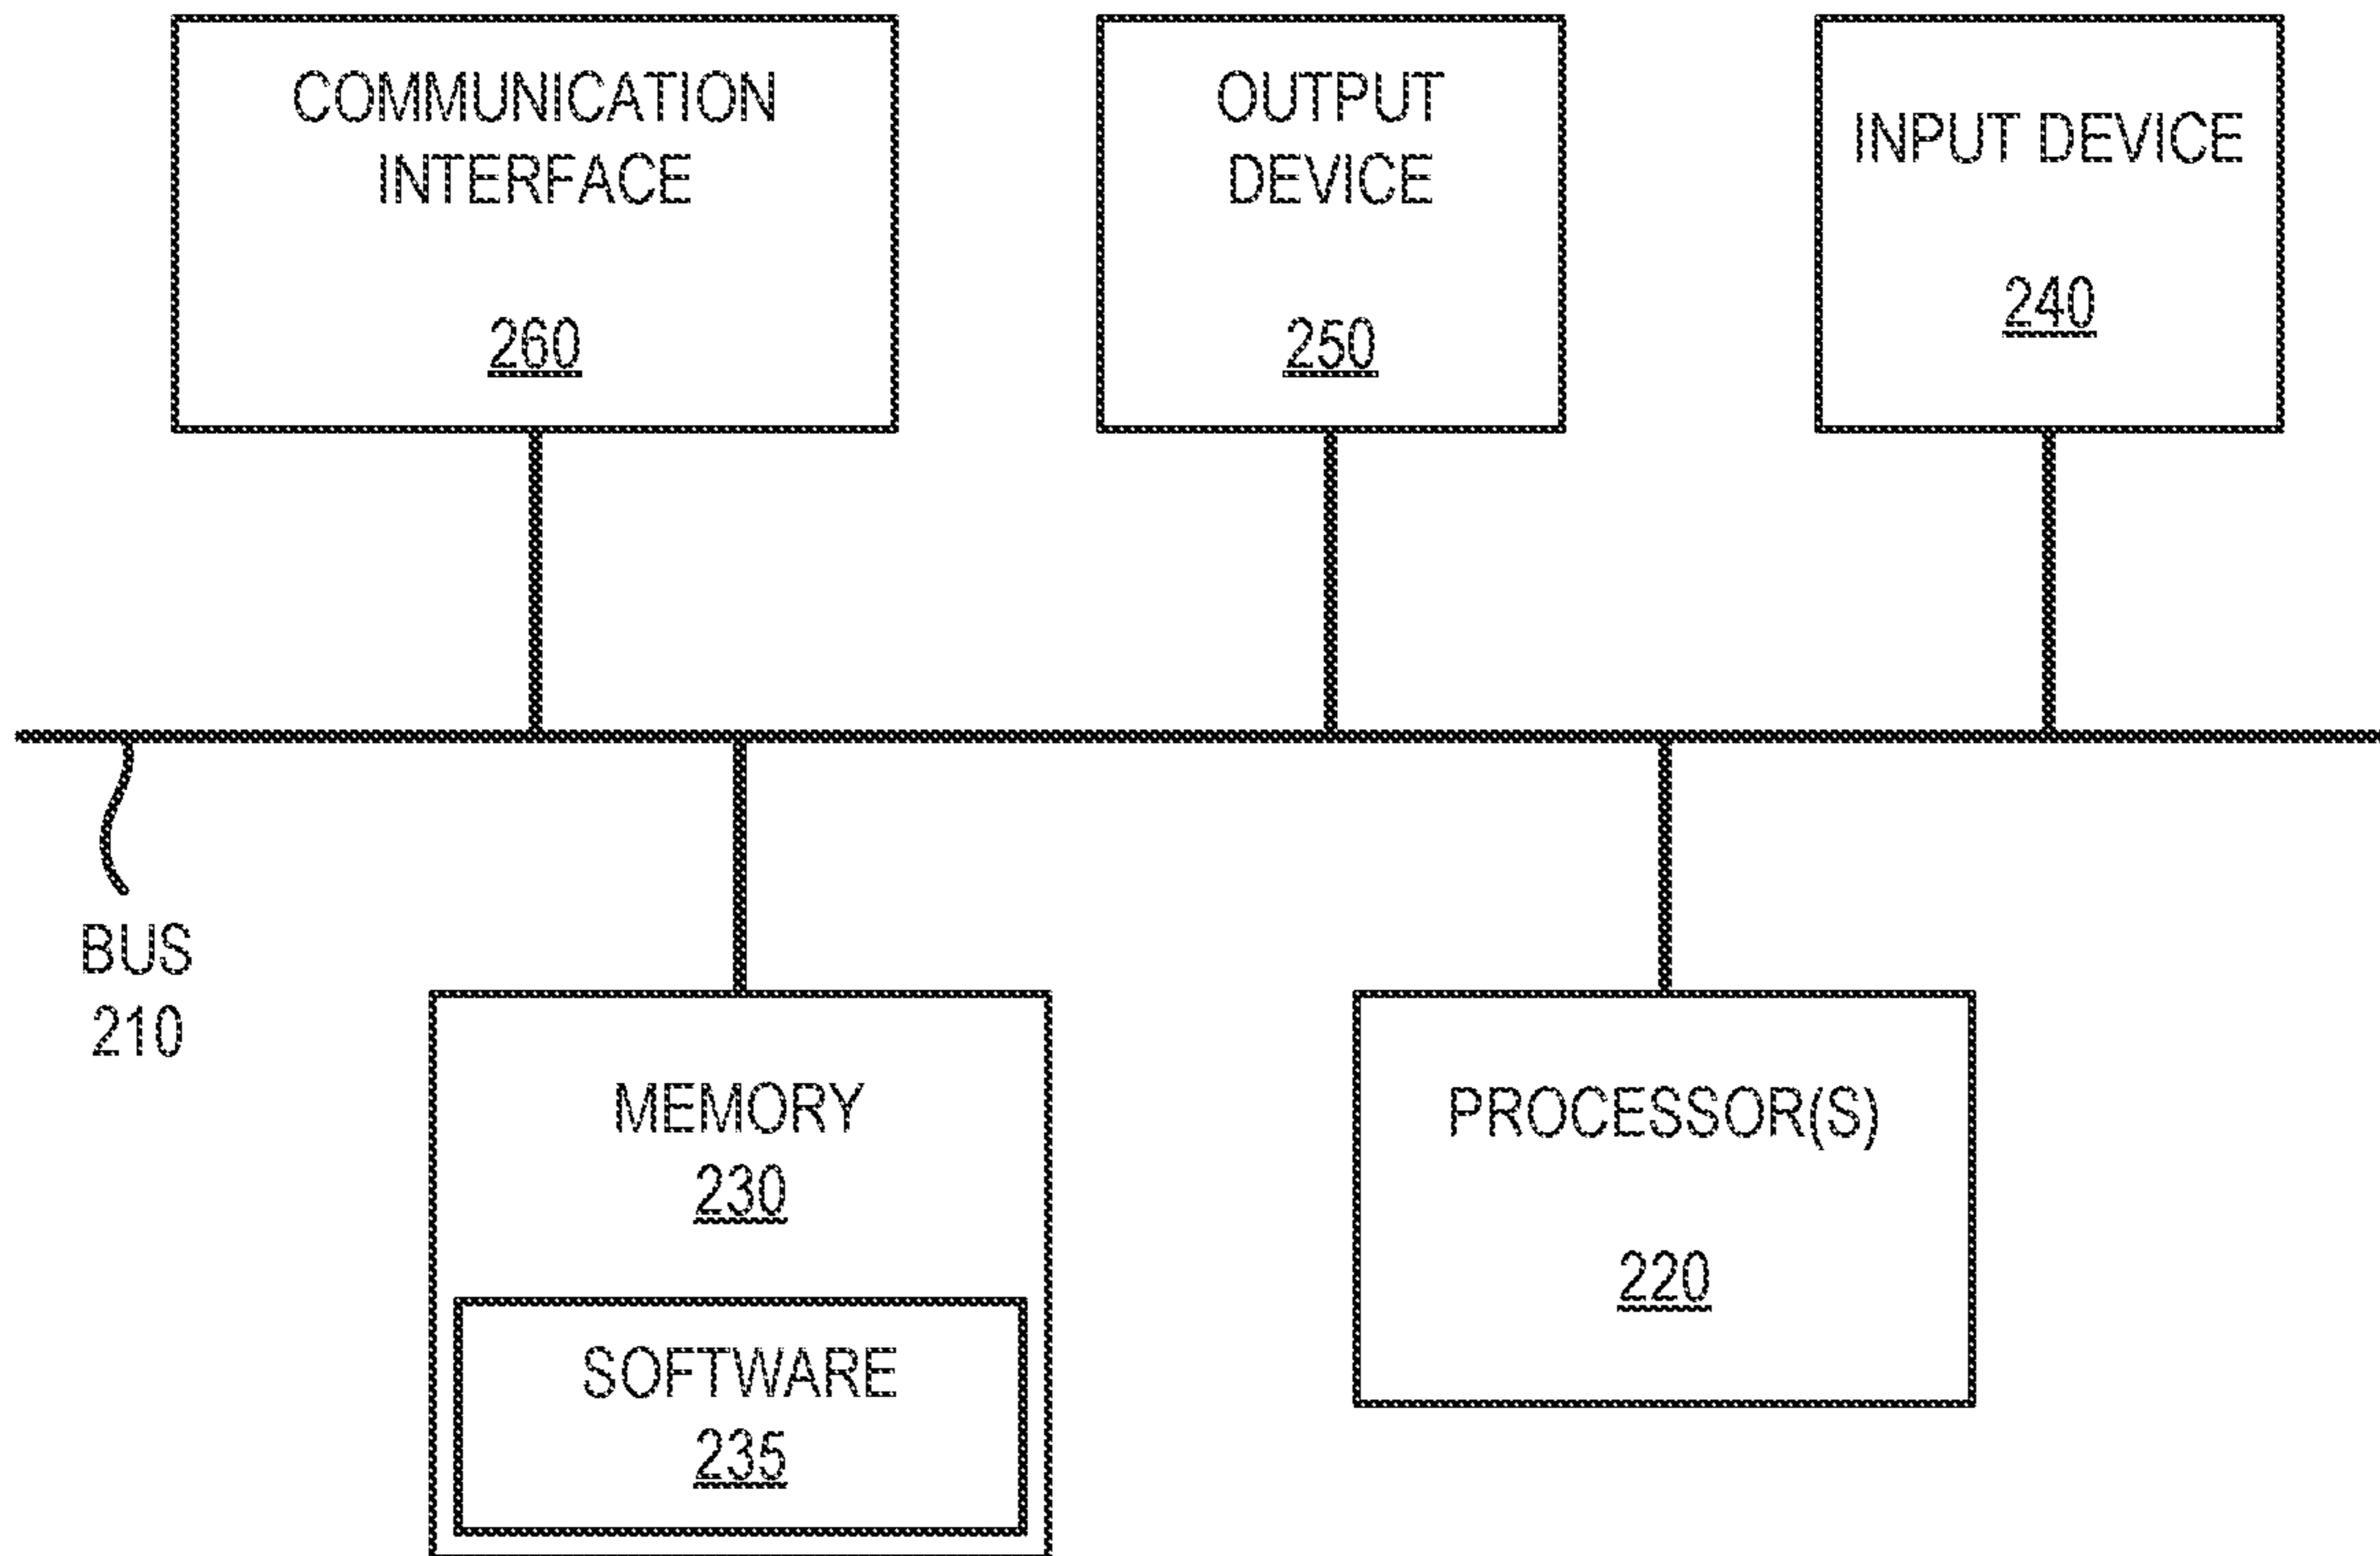 COMMUNICATION
INTERFACE
260
OUTPUT
DEVICE
250
INPUT DEVICE
240
BUS
210
MEMORY
230
SOFTWARE
235
PROCESSOR(S)
220